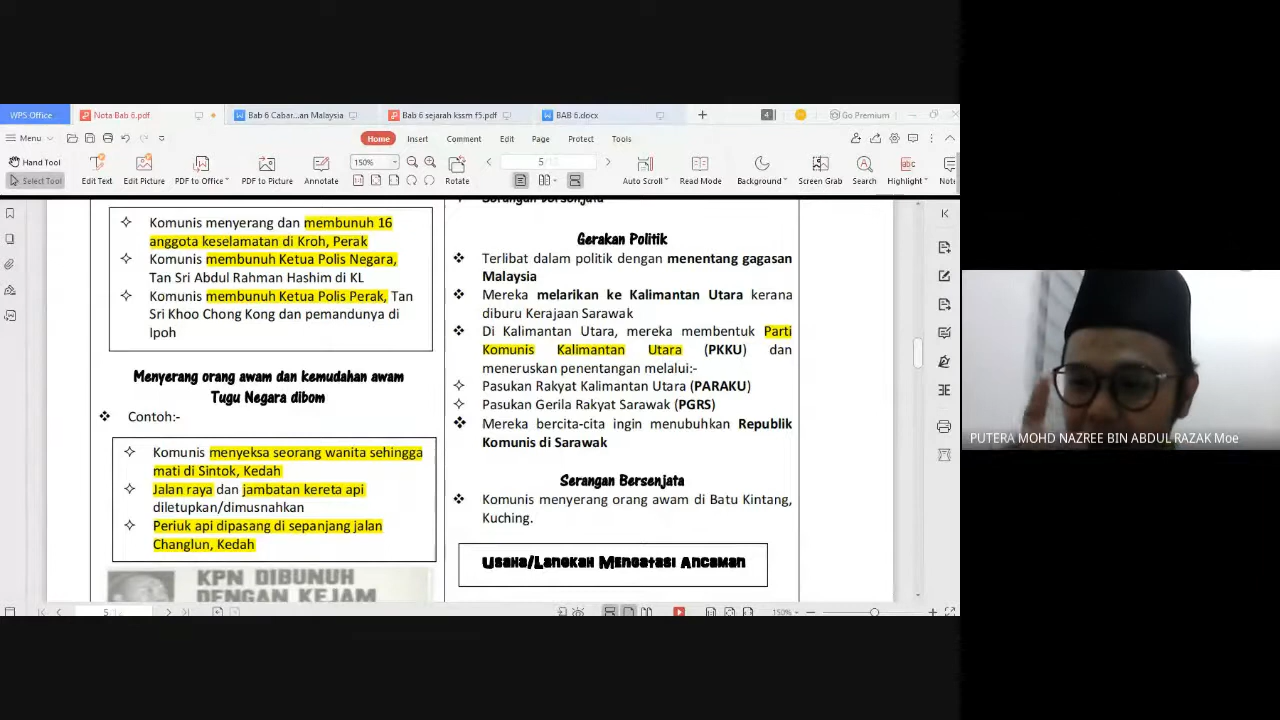 WPS Office
Nota Bab 6.pdf
Bab 6 Cabar...an Malaysia
Bab 6 sejarah kssm f5.pdf
BAB 6.docx
4
Go Premium
Menu
Home
Insert
Comment
Edit
Page
Protect
Tools
Hand Tool
Select Tool
Edit Text
Edit Picture
PDF to Office
PDF to Picture
Annotate
150%
Rotate
5
Auto Scroll
Read Mode
Background
Screen Grab
Search
Highlight
Komunis menyerang dan membunuh 16
anggota keselamatan di Kroh, Perak
Komunis membunuh Ketua Polis Negara,
Tan Sri Abdul Rahman Hashim di KL
Komunis membunuh Ketua Polis Perak, Tan
Sri Khoo Chong Kong dan pemandunya di
Ipoh
Menyerang orang awam dan kemudahan awam
Tugu Negara dibom
Contoh:-
Komunis menyeksa seorang wanita sehingga
mati di Sintok, Kedah
Jalan raya dan jambatan kereta api
diletupkan/dimusnahkan
Periuk api dipasang di sepanjang jalan
Changlun, Kedah
KPN DIBUNUH
DENGAN KEJAM
Serangan Bersenjata
Gerakan Politik
Terlibat dalam politik dengan menentang gagasan
Malaysia
Mereka melarikan ke Kalimantan Utara kerana
diburu Kerajaan Sarawak
Di Kalimantan Utara, mereka membentuk Parti
Komunis Kalimantan Utara (PKKU) dan
meneruskan penentangan melalui:-
Pasukan Rakyat Kalimantan Utara (PARAKU)
Pasukan Gerila Rakyat Sarawak (PGRS)
Mereka bercita-cita ingin menubuhkan Republik
Komunis di Sarawak
Serangan Bersenjata
Komunis menyerang orang awam di Batu Kintang,
Kuching.
Usaha/Langkah Mengatasi Ancaman
150%
PUTERA MOHD NAZREE BIN ABDUL RAZAK Moe